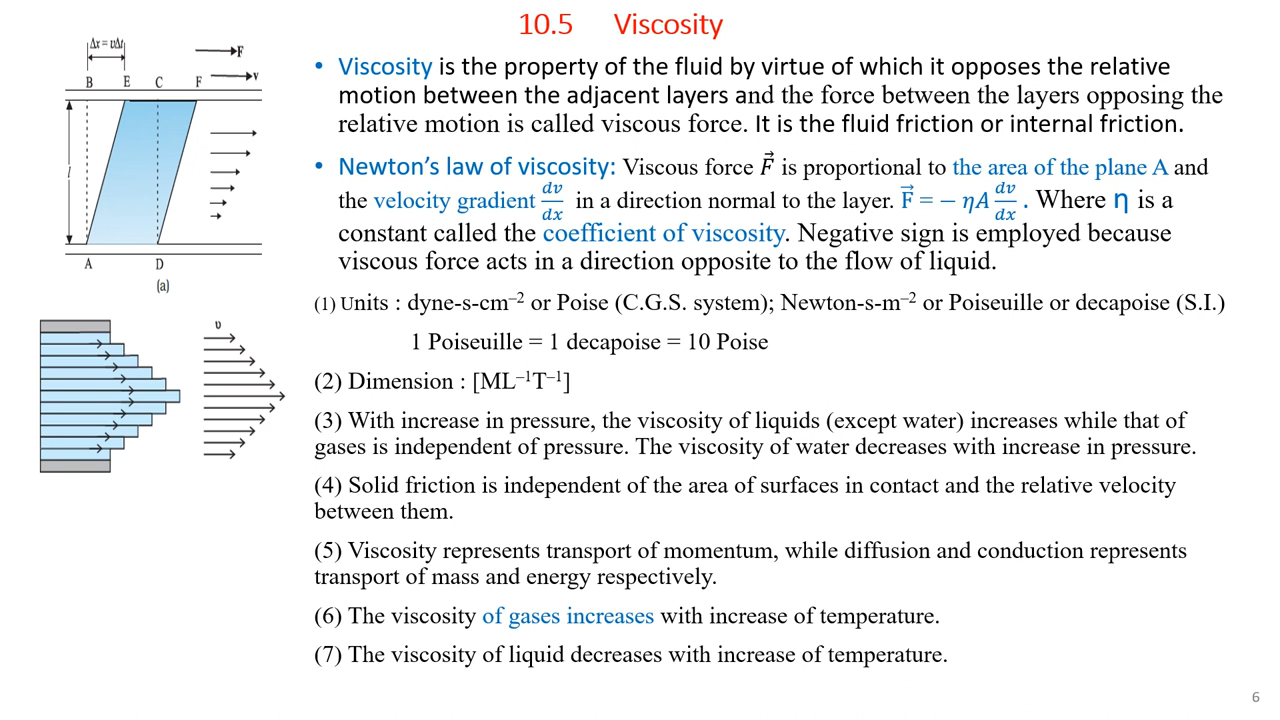 10.5 Viscosity
Δx = υΔt
F
v
B E C F
l
A D
(a)
υ
• Viscosity is the property of the fluid by virtue of which it opposes the relative
motion between the adjacent layers and the force between the layers opposing the
relative motion is called viscous force. It is the fluid friction or internal friction.
• Newton’s law of viscosity: Viscous force F⃗ is proportional to the area of the plane A and
the velocity gradient dv/dx in a direction normal to the layer. F⃗ = − ηA dv/dx . Where η is a
constant called the coefficient of viscosity. Negative sign is employed because
viscous force acts in a direction opposite to the flow of liquid.
(1) Units : dyne-s-cm⁻² or Poise (C.G.S. system); Newton-s-m⁻² or Poiseuille or decapoise (S.I.)
1 Poiseuille = 1 decapoise = 10 Poise
(2) Dimension : [ML⁻¹T⁻¹]
(3) With increase in pressure, the viscosity of liquids (except water) increases while that of
gases is independent of pressure. The viscosity of water decreases with increase in pressure.
(4) Solid friction is independent of the area of surfaces in contact and the relative velocity
between them.
(5) Viscosity represents transport of momentum, while diffusion and conduction represents
transport of mass and energy respectively.
(6) The viscosity of gases increases with increase of temperature.
(7) The viscosity of liquid decreases with increase of temperature.
6